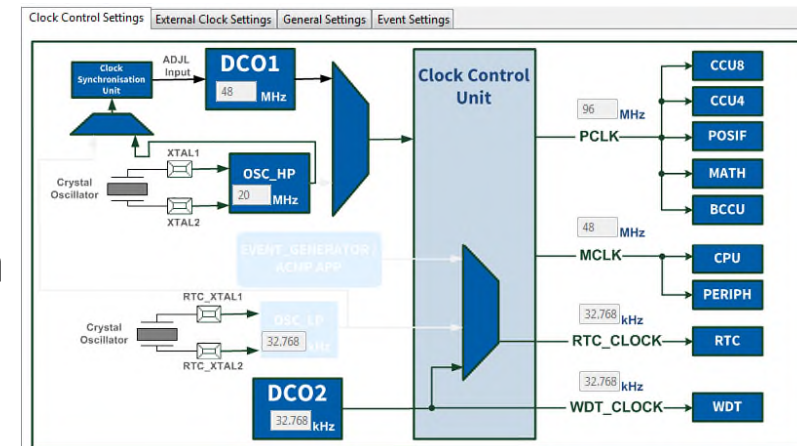 Clock Control Settings
External Clock Settings
General Settings
Event Settings
Clock
Synchronisation
Unit
ADJL
Input
DCO1
48
MHz
Clock Control
Unit
XTAL1
Crystal
Oscillator
OSC_HP
20
MHz
XTAL2
EVENT_GENERATOR /
ACMP APP
RTC_XTAL1
Crystal
Oscillator
OSC_LP
32.768
kHz
RTC_XTAL2
DCO2
32.768
kHz
96
MHz
PCLK
CCU8
CCU4
POSIF
MATH
BCCU
48
MHz
MCLK
CPU
PERIPH
32.768
kHz
RTC_CLOCK
RTC
32.768
kHz
WDT_CLOCK
WDT